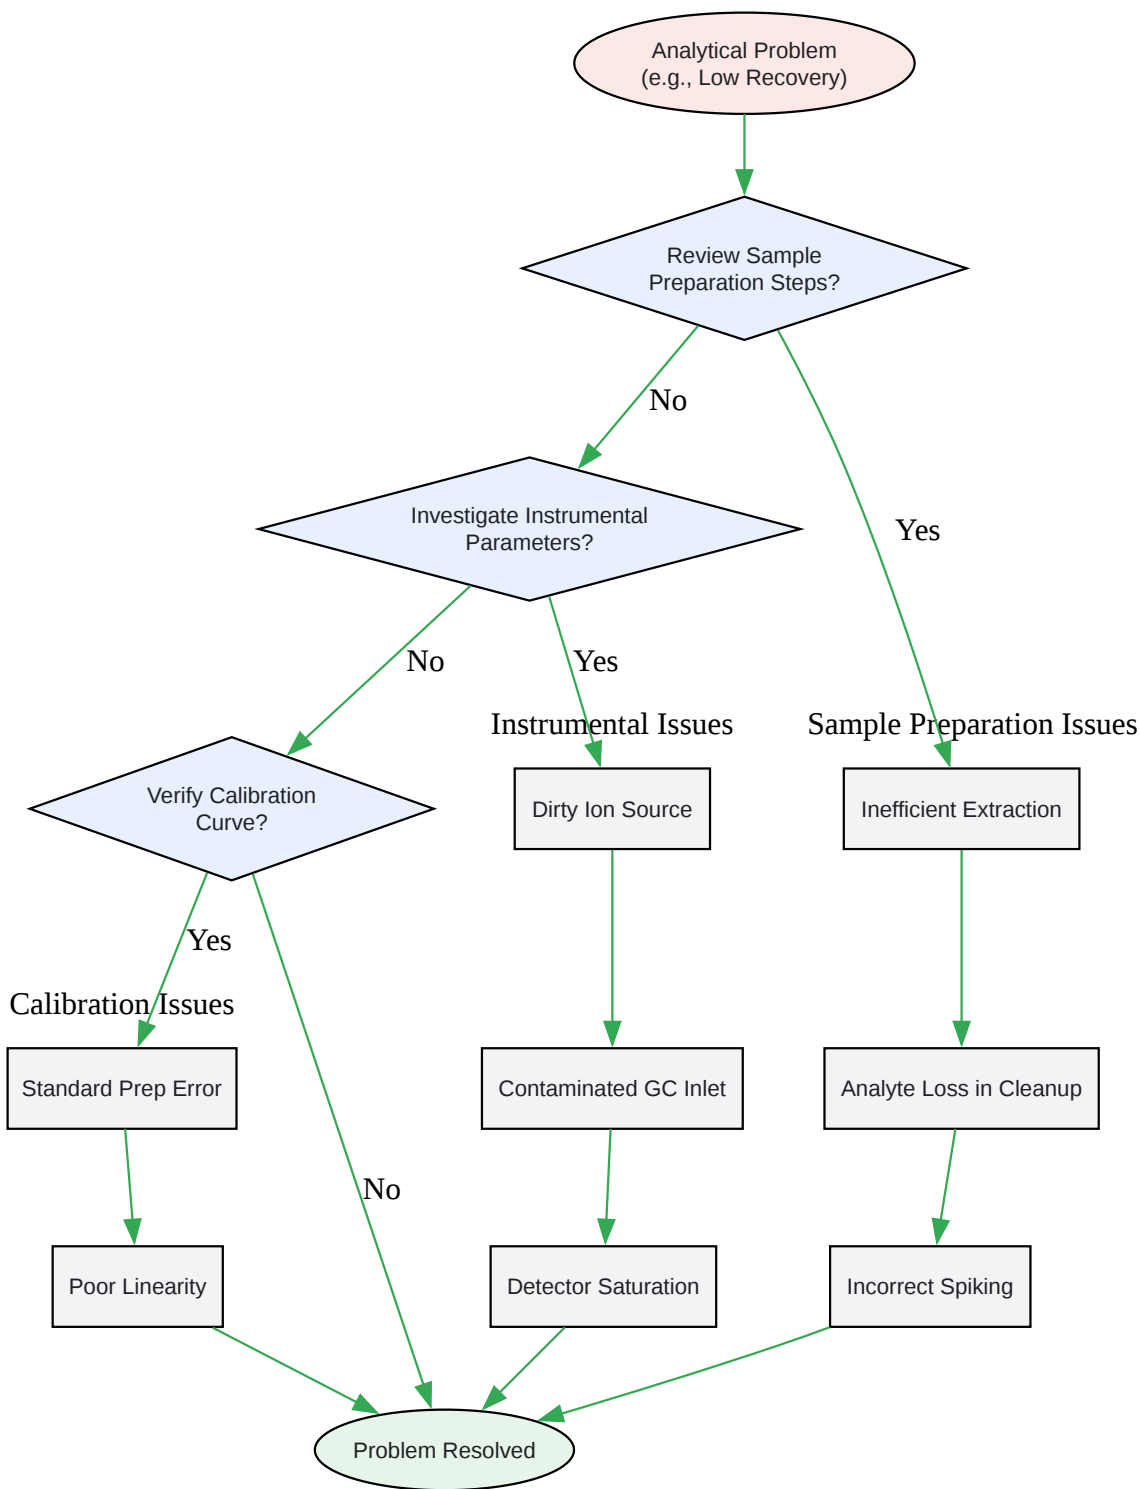 Analytical Problem
(e.g., Low Recovery)
Review Sample
Preparation Steps?
No
Investigate Instrumental
Parameters?
Yes
No
Yes
Instrumental Issues
Sample Preparation Issues
Verify Calibration
Curve?
Dirty Ion Source
Inefficient Extraction
Yes
Calibration Issues
Standard Prep Error
Contaminated GC Inlet
Analyte Loss in Cleanup
No
Poor Linearity
Detector Saturation
Incorrect Spiking
Problem Resolved